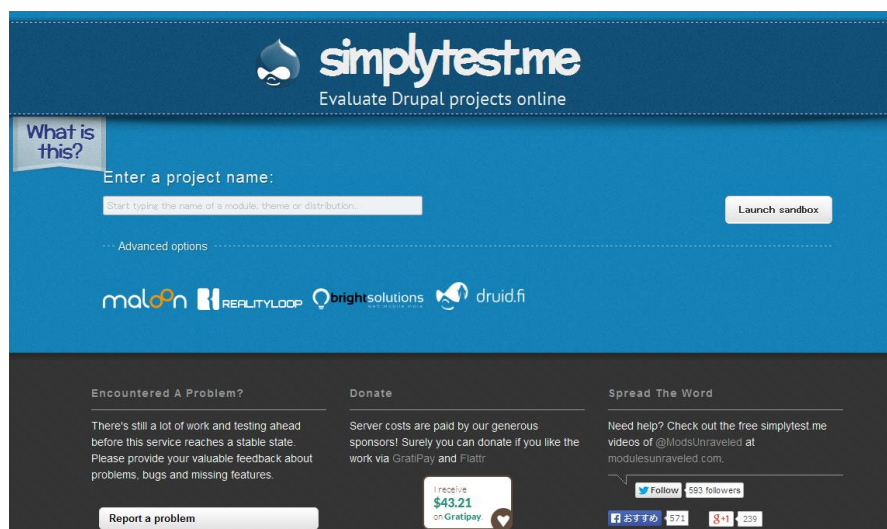 simplytest.me
Evaluate Drupal projects online
What is
this?
Enter a project name:
Start typing the name of a module, theme or distribution.
Launch sandbox
Advanced options
maloon
REALITYLOOP
brightsolutions
web mobile more
druid.fi
Encountered A Problem?
There's still a lot of work and testing ahead
before this service reaches a stable state.
Please provide your valuable feedback about
problems, bugs and missing features.
Report a problem
Donate
Server costs are paid by our generous
sponsors! Surely you can donate if you like the
work via GratiPay and Flattr
I receive
$43.21
on Gratipay.
Spread The Word
Need help? Check out the free simplytest.me
videos of @ModsUnraveled at
modulesunraveled.com.
Follow 593 followers
おすすめ 571
g+1 239